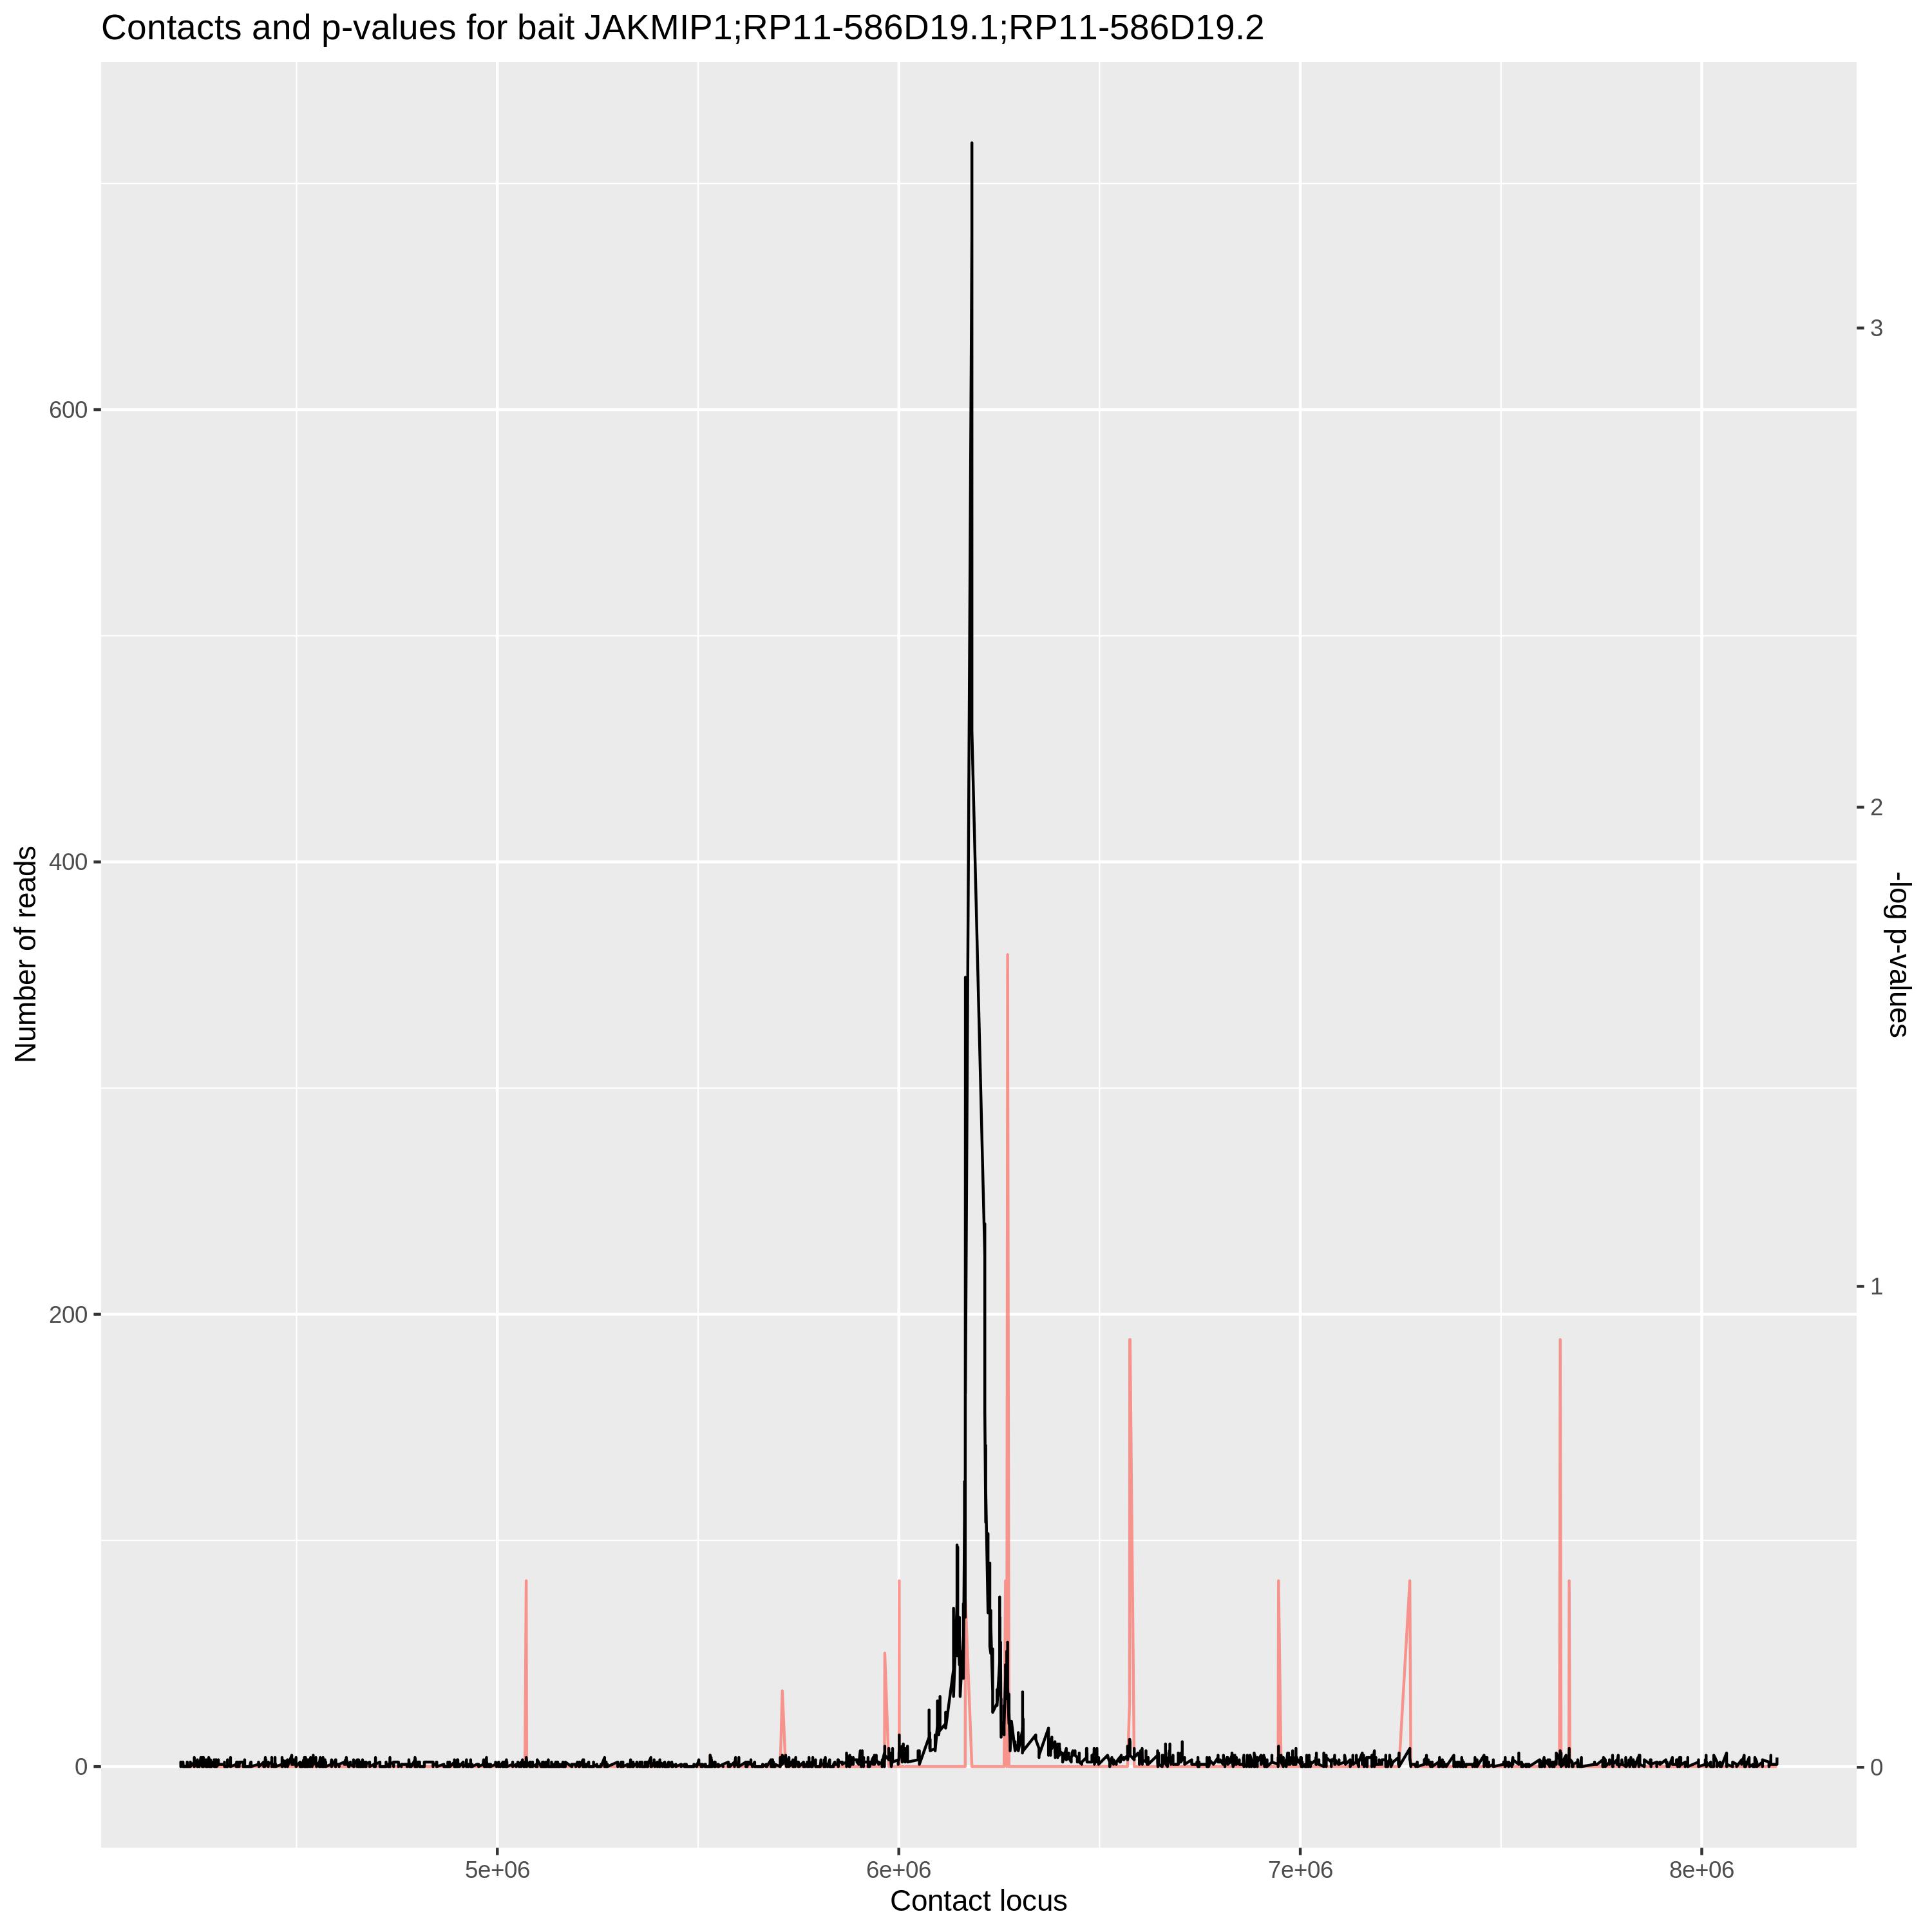 Contacts and p-values for bait JAKMIP1;RP11-586D19.1;RP11-586D19.2
600
400
200
0
3
2
1
0
Number of reads
-log p-values
5e+06
6e+06
7e+06
8e+06
Contact locus